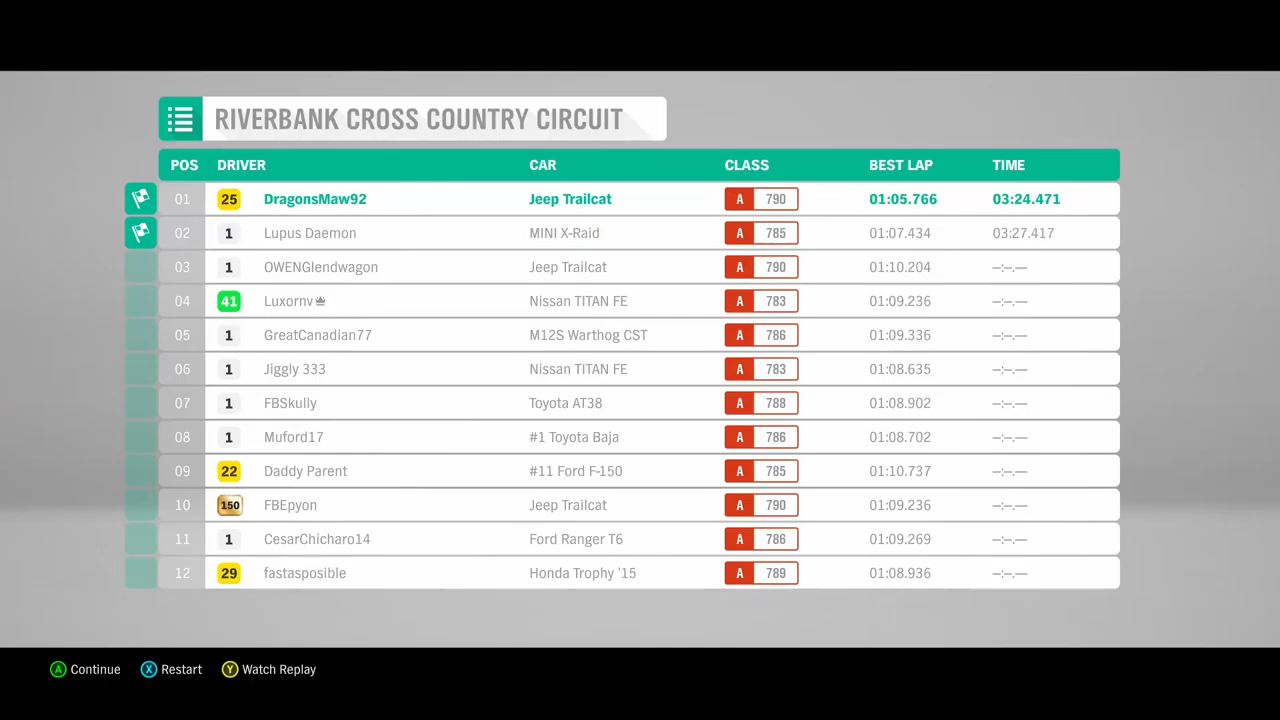 RIVERBANK CROSS COUNTRY CIRCUIT
POS DRIVER CAR CLASS BEST LAP TIME
01 25 DragonsMaw92 Jeep Trailcat A 790 01:05.766 03:24.471
02 1 Lupus Daemon MINI X-Raid A 785 01:07.434 03:27.417
03 1 OWENGlendwagon Jeep Trailcat A 790 01:10.204 --:--.---
04 41 Luxornv Nissan TITAN FE A 783 01:09.236 --:--.---
05 1 GreatCanadian77 M12S Warthog CST A 786 01:09.336 --:--.---
06 1 Jiggly 333 Nissan TITAN FE A 783 01:08.635 --:--.---
07 1 FBSkully Toyota AT38 A 788 01:08.902 --:--.---
08 1 Muford17 #1 Toyota Baja A 786 01:08.702 --:--.---
09 22 Daddy Parent #11 Ford F-150 A 785 01:10.737 --:--.---
10 150 FBEpyon Jeep Trailcat A 790 01:09.236 --:--.---
11 1 CesarChicharo14 Ford Ranger T6 A 786 01:09.269 --:--.---
12 29 fastasposible Honda Trophy '15 A 789 01:08.936 --:--.---
A Continue X Restart Y Watch Replay